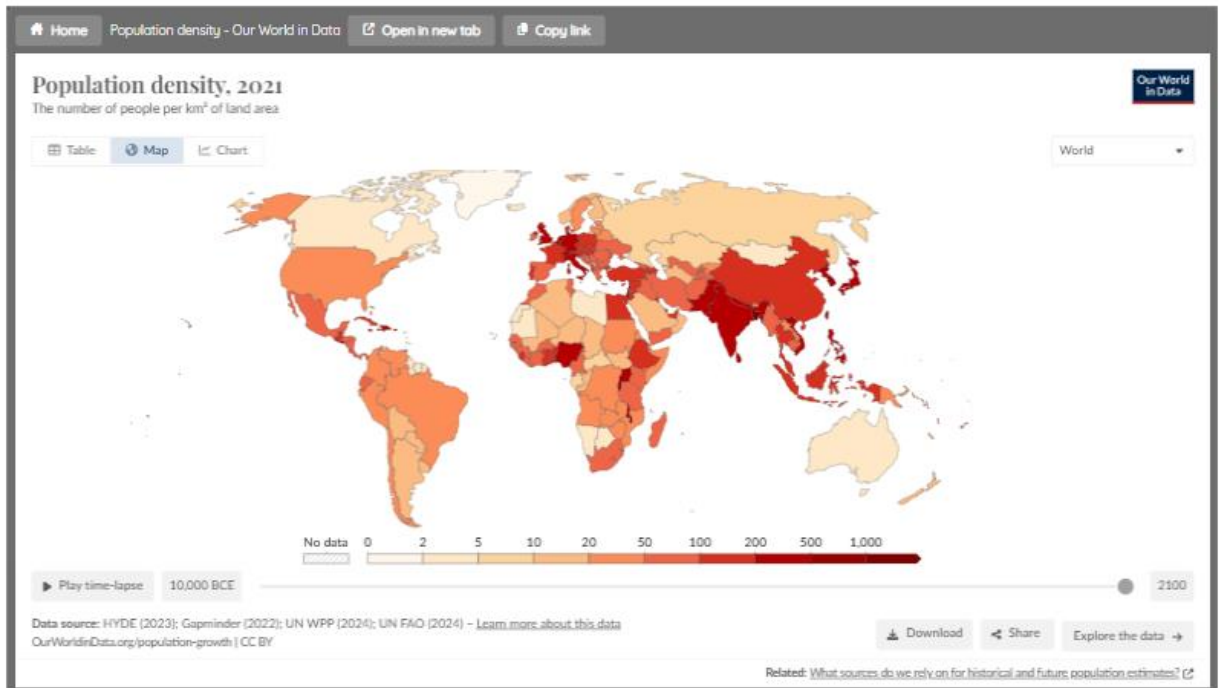 Home Population density - Our World in Data Open in new tab Copy link
Population density, 2021
The number of people per km² of land area
Our World
in Data
Table Map Chart
World
No data 0 2 5 10 20 50 100 200 500 1,000
Play time-lapse 10,000 BCE 2100
Data source: HYDE (2023); Gapminder (2022); UN WPP (2024); UN FAO (2024) – Learn more about this data
OurWorldinData.org/population-growth | CC BY
Download Share Explore the data →
Related: What sources do we rely on for historical and future population estimates?